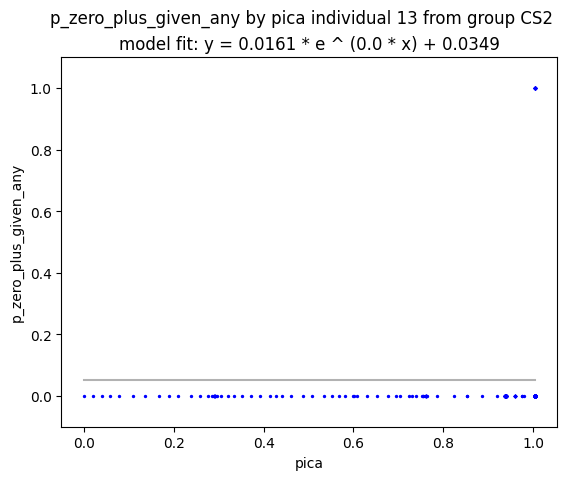 p_zero_plus_given_any by pica individual 13 from group CS2
model fit: y = 0.0161 * e ^ (0.0 * x) + 0.0349
1.0
0.8
0.6
0.4
0.2
0.0
p_zero_plus_given_any
0.0 0.2 0.4 0.6 0.8 1.0
pica